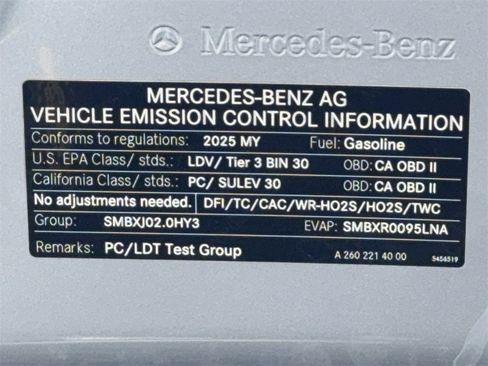 Mercedes-Benz
MERCEDES-BENZ AG
VEHICLE EMISSION CONTROL INFORMATION
Conforms to regulations: 2025 MY Fuel: Gasoline
U.S. EPA Class/ stds.: LDV/ Tier 3 BIN 30 OBD: CA OBD II
California Class/ stds.: PC/ SULEV 30 OBD: CA OBD II
No adjustments needed. DFI/TC/CAC/WR-HO2S/HO2S/TWC
Group: SMBXJ02.0HY3 EVAP: SMBXR0095LNA
Remarks: PC/LDT Test Group A 260 221 40 00 5454519